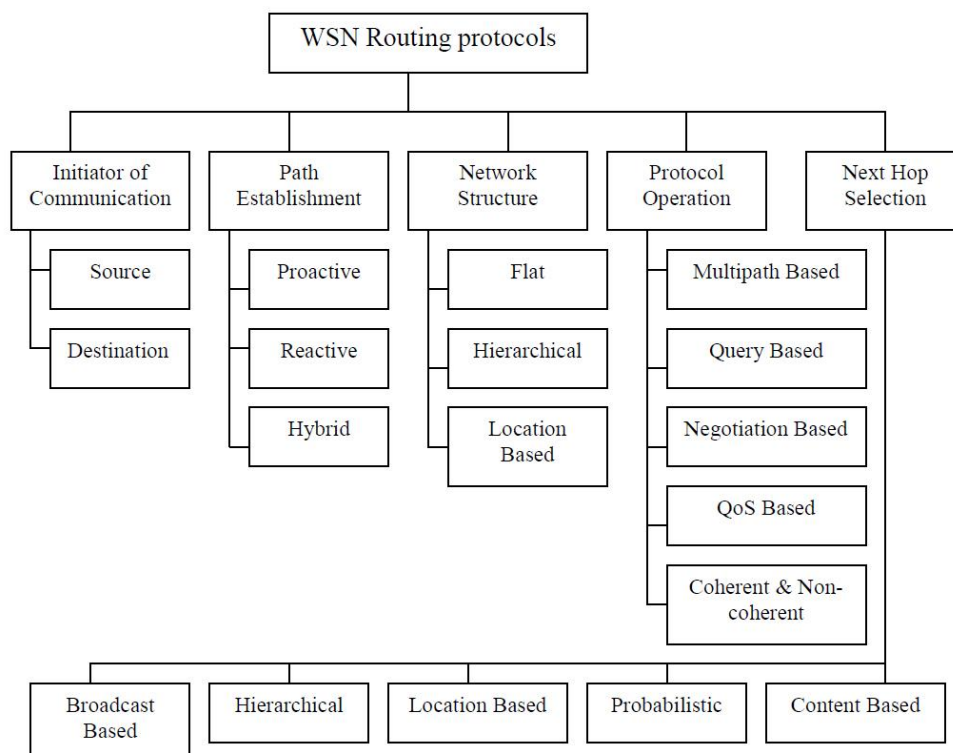 WSN Routing protocols
Initiator of
Communication
Path
Establishment
Network
Structure
Protocol
Operation
Next Hop
Selection
Source
Destination
Proactive
Reactive
Hybrid
Flat
Hierarchical
Location
Based
Multipath Based
Query Based
Negotiation Based
QoS Based
Coherent & Non-
coherent
Broadcast
Based
Hierarchical
Location Based
Probabilistic
Content Based